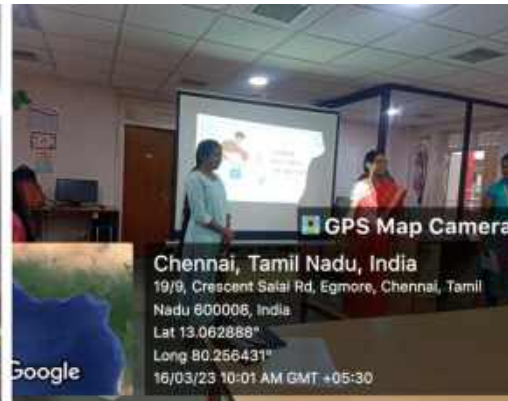 GPS Map Camera
Chennai, Tamil Nadu, India
19/9, Crescent Salai Rd, Egmore, Chennai, Tamil
Nadu 600008, India
Lat 13.062888°
Long 80.256431°
16/03/23 10:01 AM GMT +05:30
Google